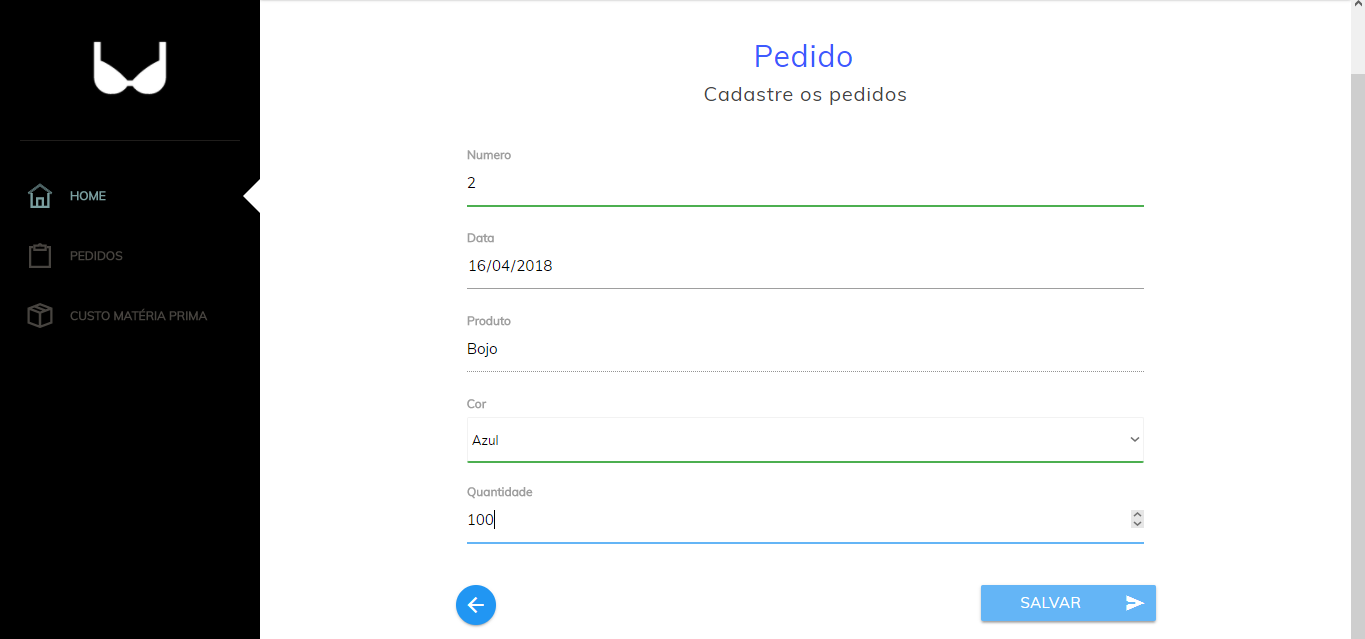 HOME
PEDIDOS
CUSTO MATÉRIA PRIMA
Pedido
Cadastre os pedidos
Numero
2
Data
16/04/2018
Produto
Bojo
Cor
Azul
Quantidade
100
SALVAR